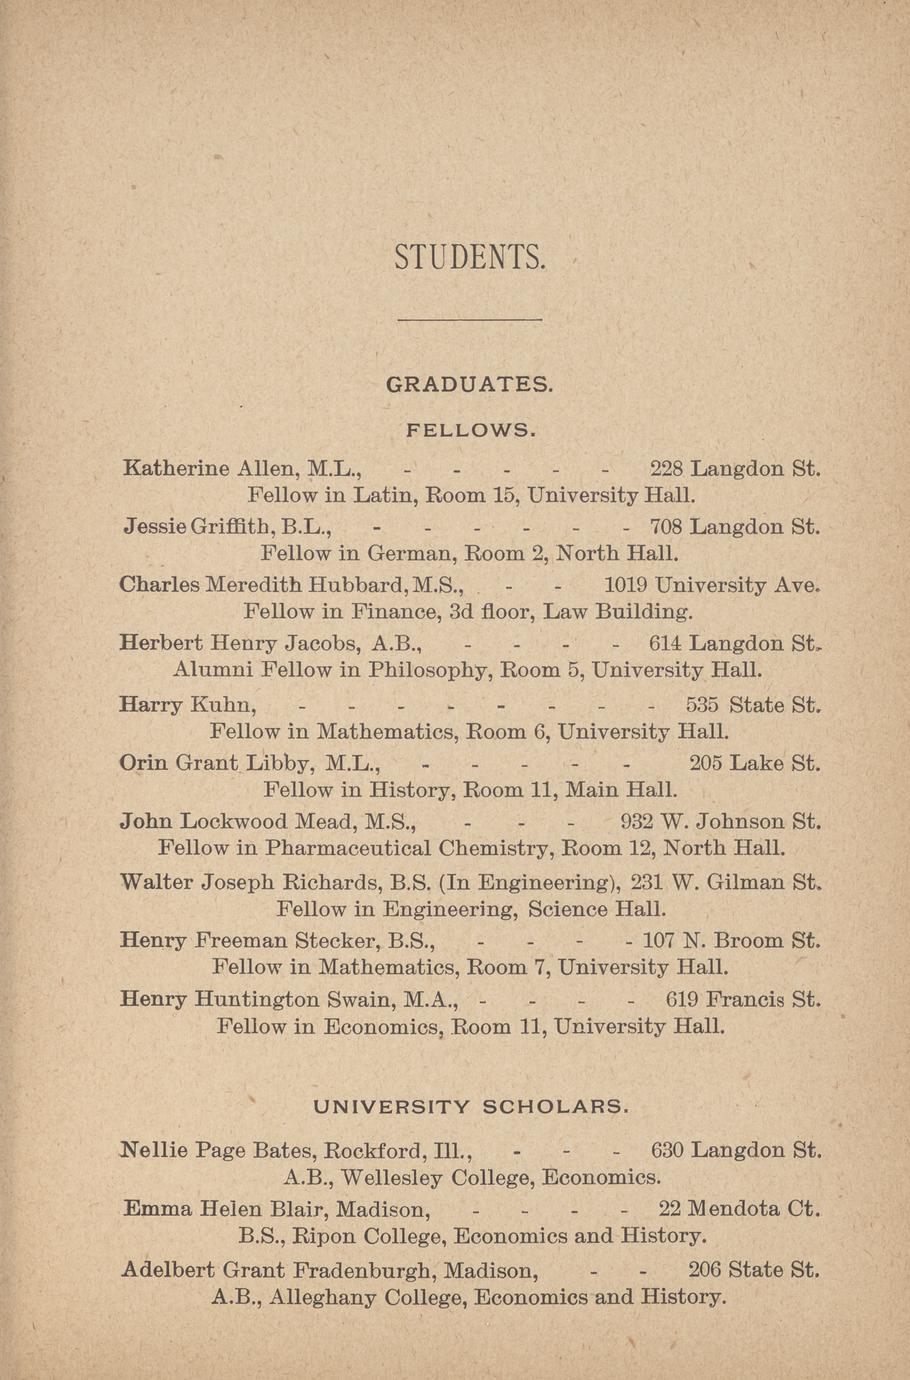 STUDENTS.
GRADUATES.
FELLOWS.
Katherine Allen, M.L., - - - - - 228 Langdon St.
Fellow in Latin, Room 15, University Hall.
Jessie Griffith, B.L., - - - - - - 708 Langdon St.
Fellow in German, Room 2, North Hall.
Charles Meredith Hubbard, M.S., - - 1019 University Ave.
Fellow in Finance, 3d floor, Law Building.
Herbert Henry Jacobs, A.B., - - - - 614 Langdon St.
Alumni Fellow in Philosophy, Room 5, University Hall.
Harry Kuhn, - - - - - - - - 535 State St.
Fellow in Mathematics, Room 6, University Hall.
Orin Grant Libby, M.L., - - - - - 205 Lake St.
Fellow in History, Room 11, Main Hall.
John Lockwood Mead, M.S., - - - 932 W. Johnson St.
Fellow in Pharmaceutical Chemistry, Room 12, North Hall.
Walter Joseph Richards, B.S. (In Engineering), 231 W. Gilman St.
Fellow in Engineering, Science Hall.
Henry Freeman Stecker, B.S., - - - - 107 N. Broom St.
Fellow in Mathematics, Room 7, University Hall.
Henry Huntington Swain, M.A., - - - - 619 Francis St.
Fellow in Economics, Room 11, University Hall.
UNIVERSITY SCHOLARS.
Nellie Page Bates, Rockford, Ill., - - - 630 Langdon St.
A.B., Wellesley College, Economics.
Emma Helen Blair, Madison, - - - - 22 Mendota Ct.
B.S., Ripon College, Economics and History.
Adelbert Grant Fradenburgh, Madison, - - 206 State St.
A.B., Alleghany College, Economics and History.